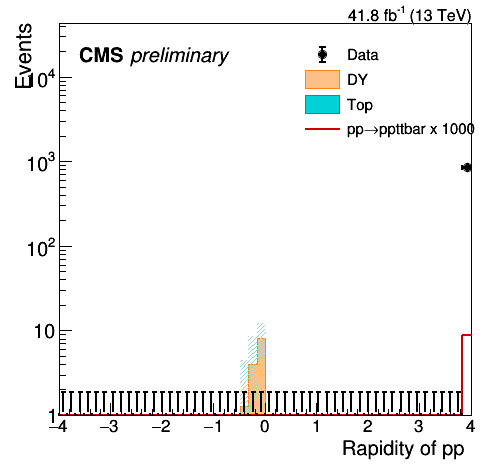 41.8 fb⁻¹ (13 TeV)
Events
CMS preliminary
Data
DY
Top
pp→ppttbar x 1000
10⁴
10³
10²
10
1
−4 −3 −2 −1 0 1 2 3 4
Rapidity of pp